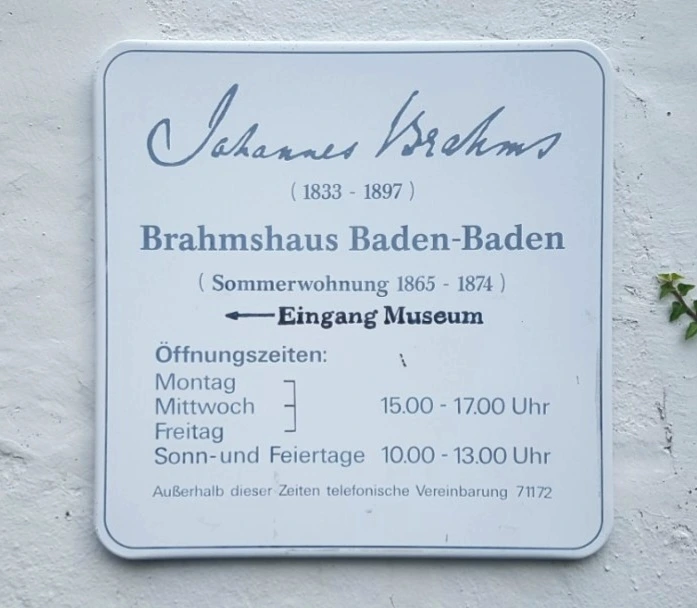 Johannes Brahms
( 1833 - 1897 )
Brahmshaus Baden-Baden
( Sommerwohnung 1865 - 1874 )
←Eingang Museum
Öffnungszeiten:
Montag
Mittwoch 15.00 - 17.00 Uhr
Freitag
Sonn- und Feiertage 10.00 - 13.00 Uhr
Außerhalb dieser Zeiten telefonische Vereinbarung 71172